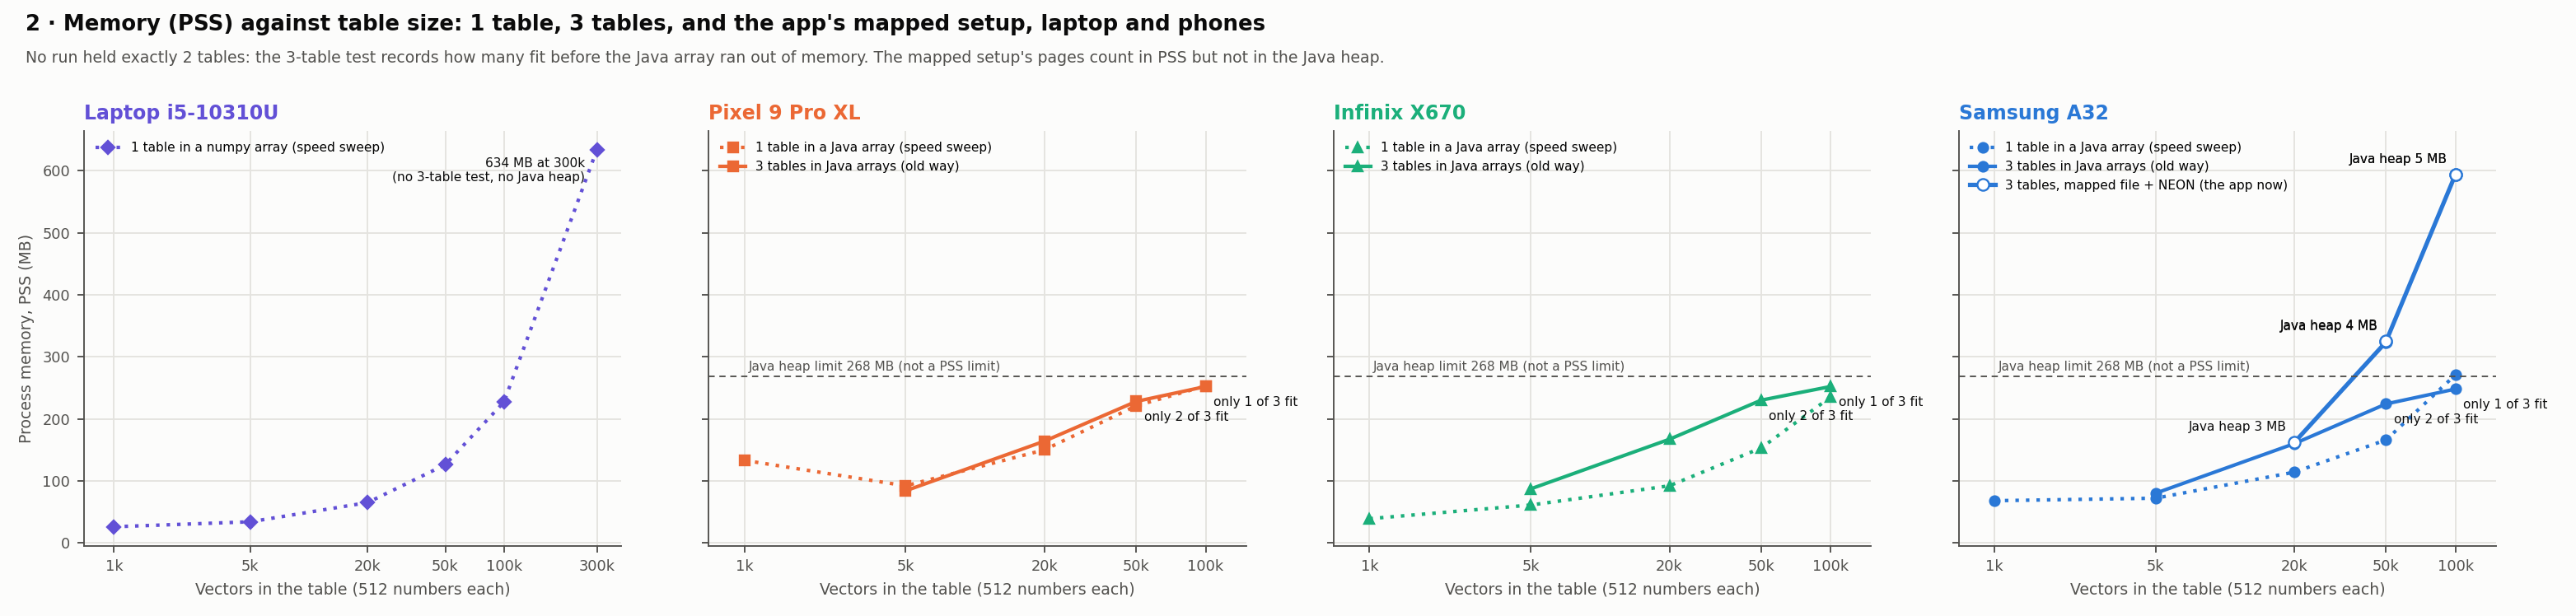 2 · Memory (PSS) against table size: 1 table, 3 tables, and the app's mapped setup, laptop and phones
No run held exactly 2 tables: the 3-table test records how many fit before the Java array ran out of memory. The mapped setup's pages count in PSS but not in the Java heap.
Laptop i5-10310U
1 table in a numpy array (speed sweep)
634 MB at 300k
(no 3-table test, no Java heap)
Process memory, PSS (MB)
600
500
400
300
200
100
0
1k 5k 20k 50k 100k 300k
Vectors in the table (512 numbers each)
Pixel 9 Pro XL
1 table in a Java array (speed sweep)
3 tables in Java arrays (old way)
Java heap limit 268 MB (not a PSS limit)
only 1 of 3 fit
only 2 of 3 fit
1k 5k 20k 50k 100k
Vectors in the table (512 numbers each)
Infinix X670
1 table in a Java array (speed sweep)
3 tables in Java arrays (old way)
Java heap limit 268 MB (not a PSS limit)
only 1 of 3 fit
only 2 of 3 fit
1k 5k 20k 50k 100k
Vectors in the table (512 numbers each)
Samsung A32
1 table in a Java array (speed sweep)
3 tables in Java arrays (old way)
3 tables, mapped file + NEON (the app now)
Java heap 5 MB
Java heap 4 MB
Java heap limit 268 MB (not a PSS limit)
only 1 of 3 fit
only 2 of 3 fit
Java heap 3 MB
1k 5k 20k 50k 100k
Vectors in the table (512 numbers each)